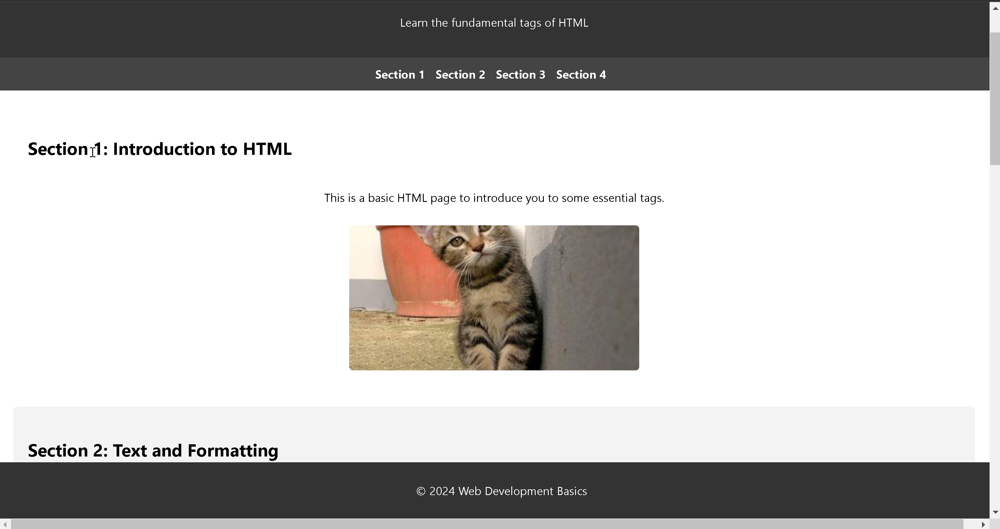 Learn the fundamental tags of HTML
Section 1 Section 2 Section 3 Section 4
Section 1: Introduction to HTML
This is a basic HTML page to introduce you to some essential tags.
Section 2: Text and Formatting
© 2024 Web Development Basics